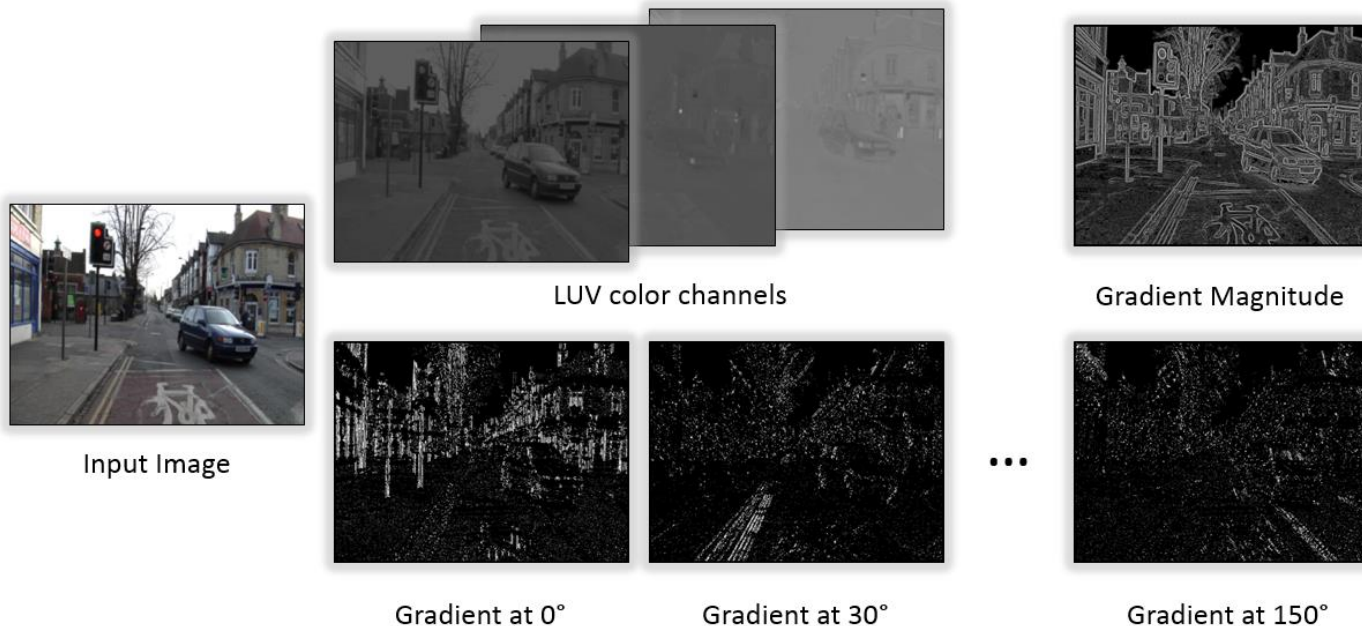 LUV color channels
Gradient Magnitude
Input Image
...
Gradient at 0°
Gradient at 30°
Gradient at 150°